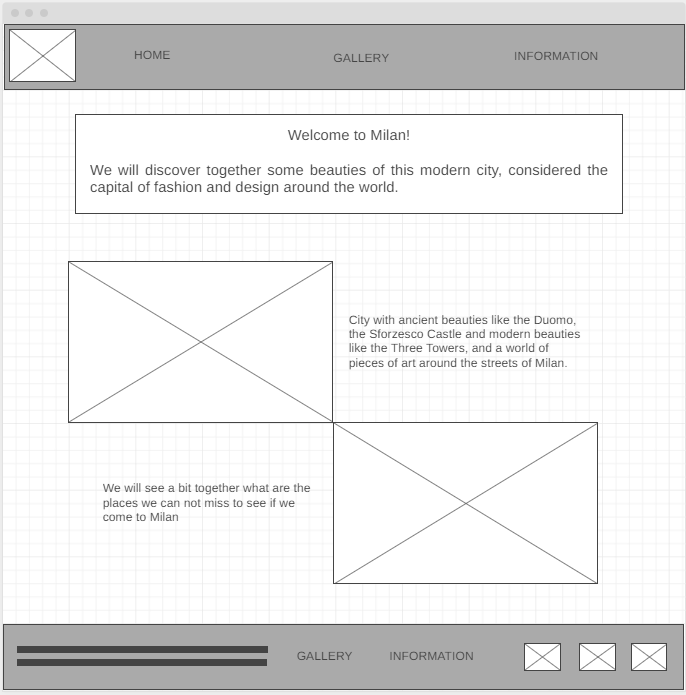 HOME
GALLERY
INFORMATION
Welcome to Milan!
We will discover together some beauties of this modern city, considered the
capital of fashion and design around the world.
City with ancient beauties like the Duomo,
the Sforzesco Castle and modern beauties
like the Three Towers, and a world of
pieces of art around the streets of Milan.
We will see a bit together what are the
places we can not miss to see if we
come to Milan
GALLERY
INFORMATION